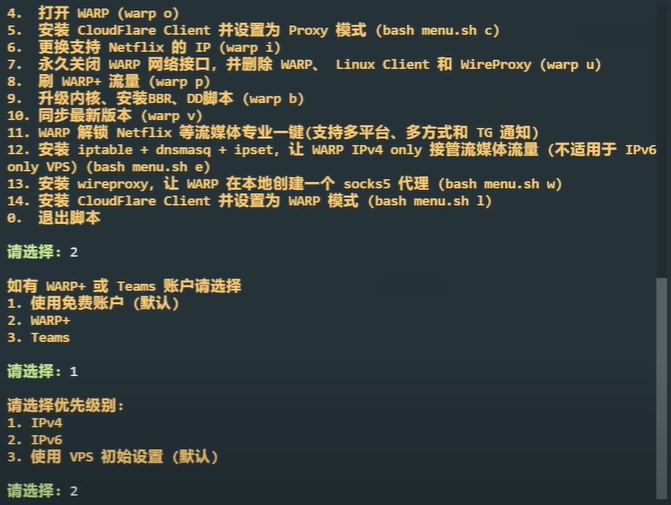 4.  打开 WARP (warp o)
5.  安装 CloudFlare Client 并设置为 Proxy 模式 (bash menu.sh c)
6.  更换支持 Netflix 的 IP (warp i)
7.  永久关闭 WARP 网络接口，并删除 WARP、 Linux Client 和 WireProxy (warp u)
8.  刷 WARP+ 流量 (warp p)
9.  升级内核、安装BBR、DD脚本 (warp b)
10. 同步最新版本 (warp v)
11. WARP 解锁 Netflix 等流媒体专业一键(支持多平台、多方式和 TG 通知)
12. 安装 iptable + dnsmasq + ipset，让 WARP IPv4 only 接管流媒体流量 (不适用于 IPv6
only VPS) (bash menu.sh e)
13. 安装 wireproxy，让 WARP 在本地创建一个 socks5 代理 (bash menu.sh w)
14. 安装 CloudFlare Client 并设置为 WARP 模式 (bash menu.sh l)
0.  退出脚本
请选择: 2
如有 WARP+ 或 Teams 账户请选择
1. 使用免费账户 (默认)
2. WARP+
3. Teams
请选择: 1
请选择优先级别:
1. IPv4
2. IPv6
3. 使用 VPS 初始设置 (默认)
请选择: 2